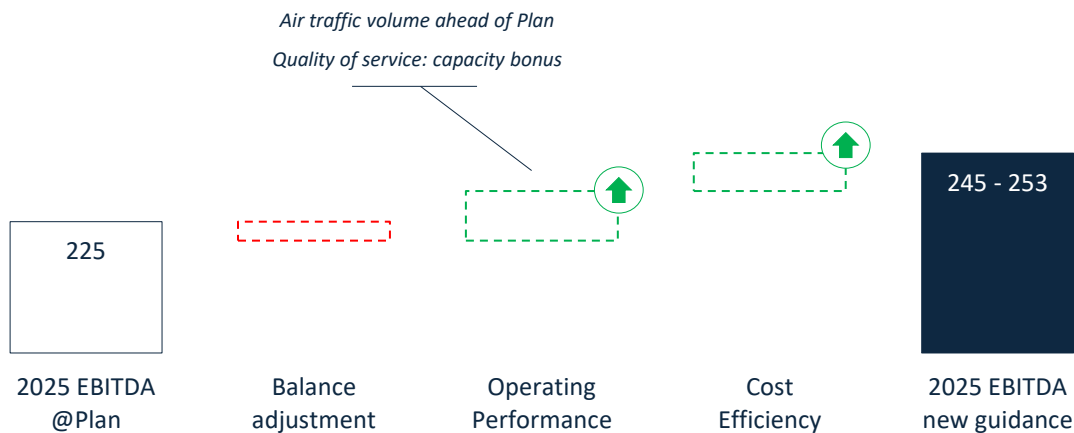 Air traffic volume ahead of Plan
Quality of service: capacity bonus
225
245 - 253
2025 EBITDA
@Plan
Balance
adjustment
Operating
Performance
Cost
Efficiency
2025 EBITDA
new guidance